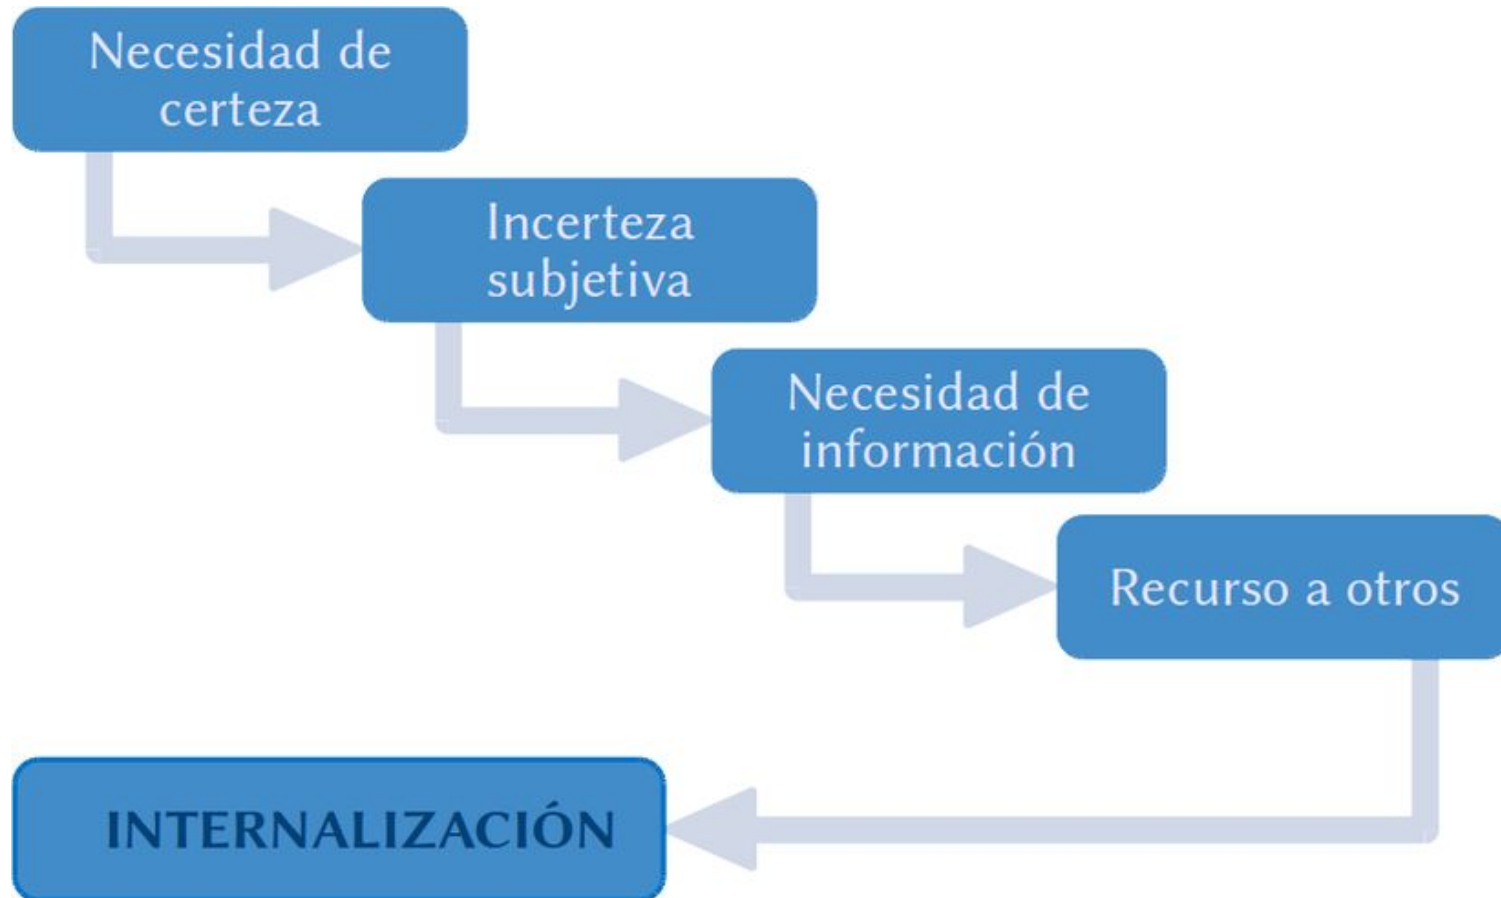 Necesidad de
certeza
Incerteza
subjetiva
Necesidad de
información
Recurso a otros
INTERNALIZACIÓN